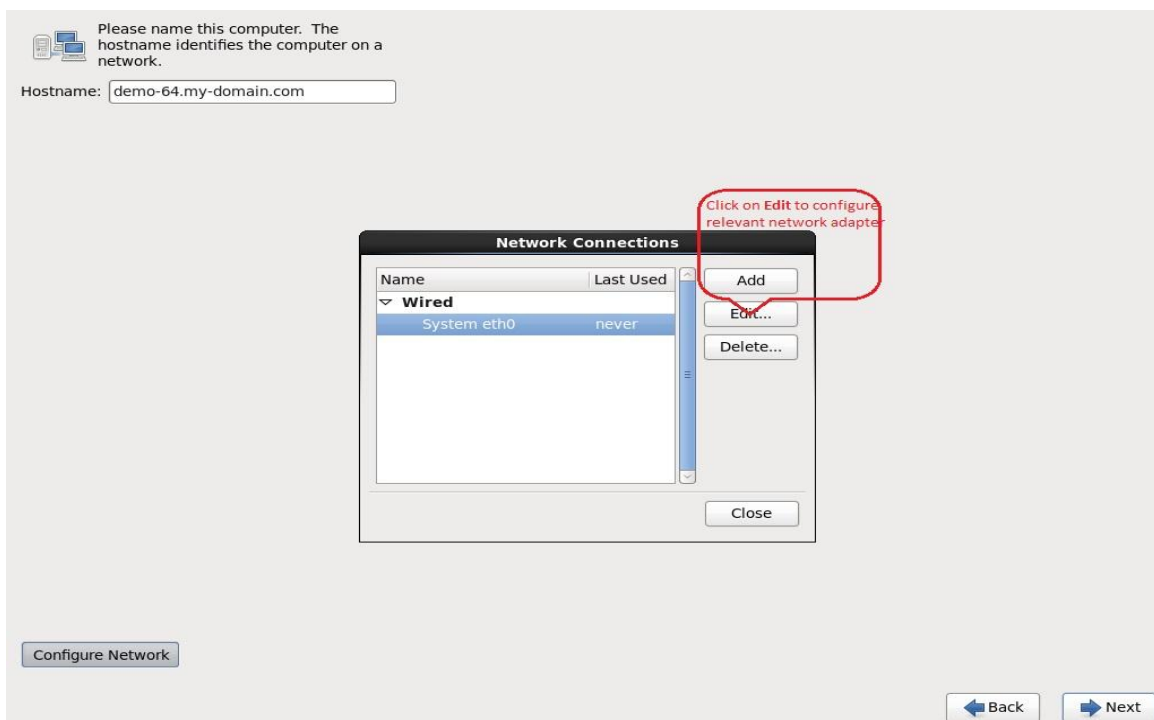 Please name this computer. The
hostname identifies the computer on a
network.
Hostname: demo-64.my-domain.com
Click on Edit to configure
relevant network adapter
Network Connections
Name Last Used
Wired
System eth0 never
Add
Edit...
Delete...
Close
Configure Network
Back Next